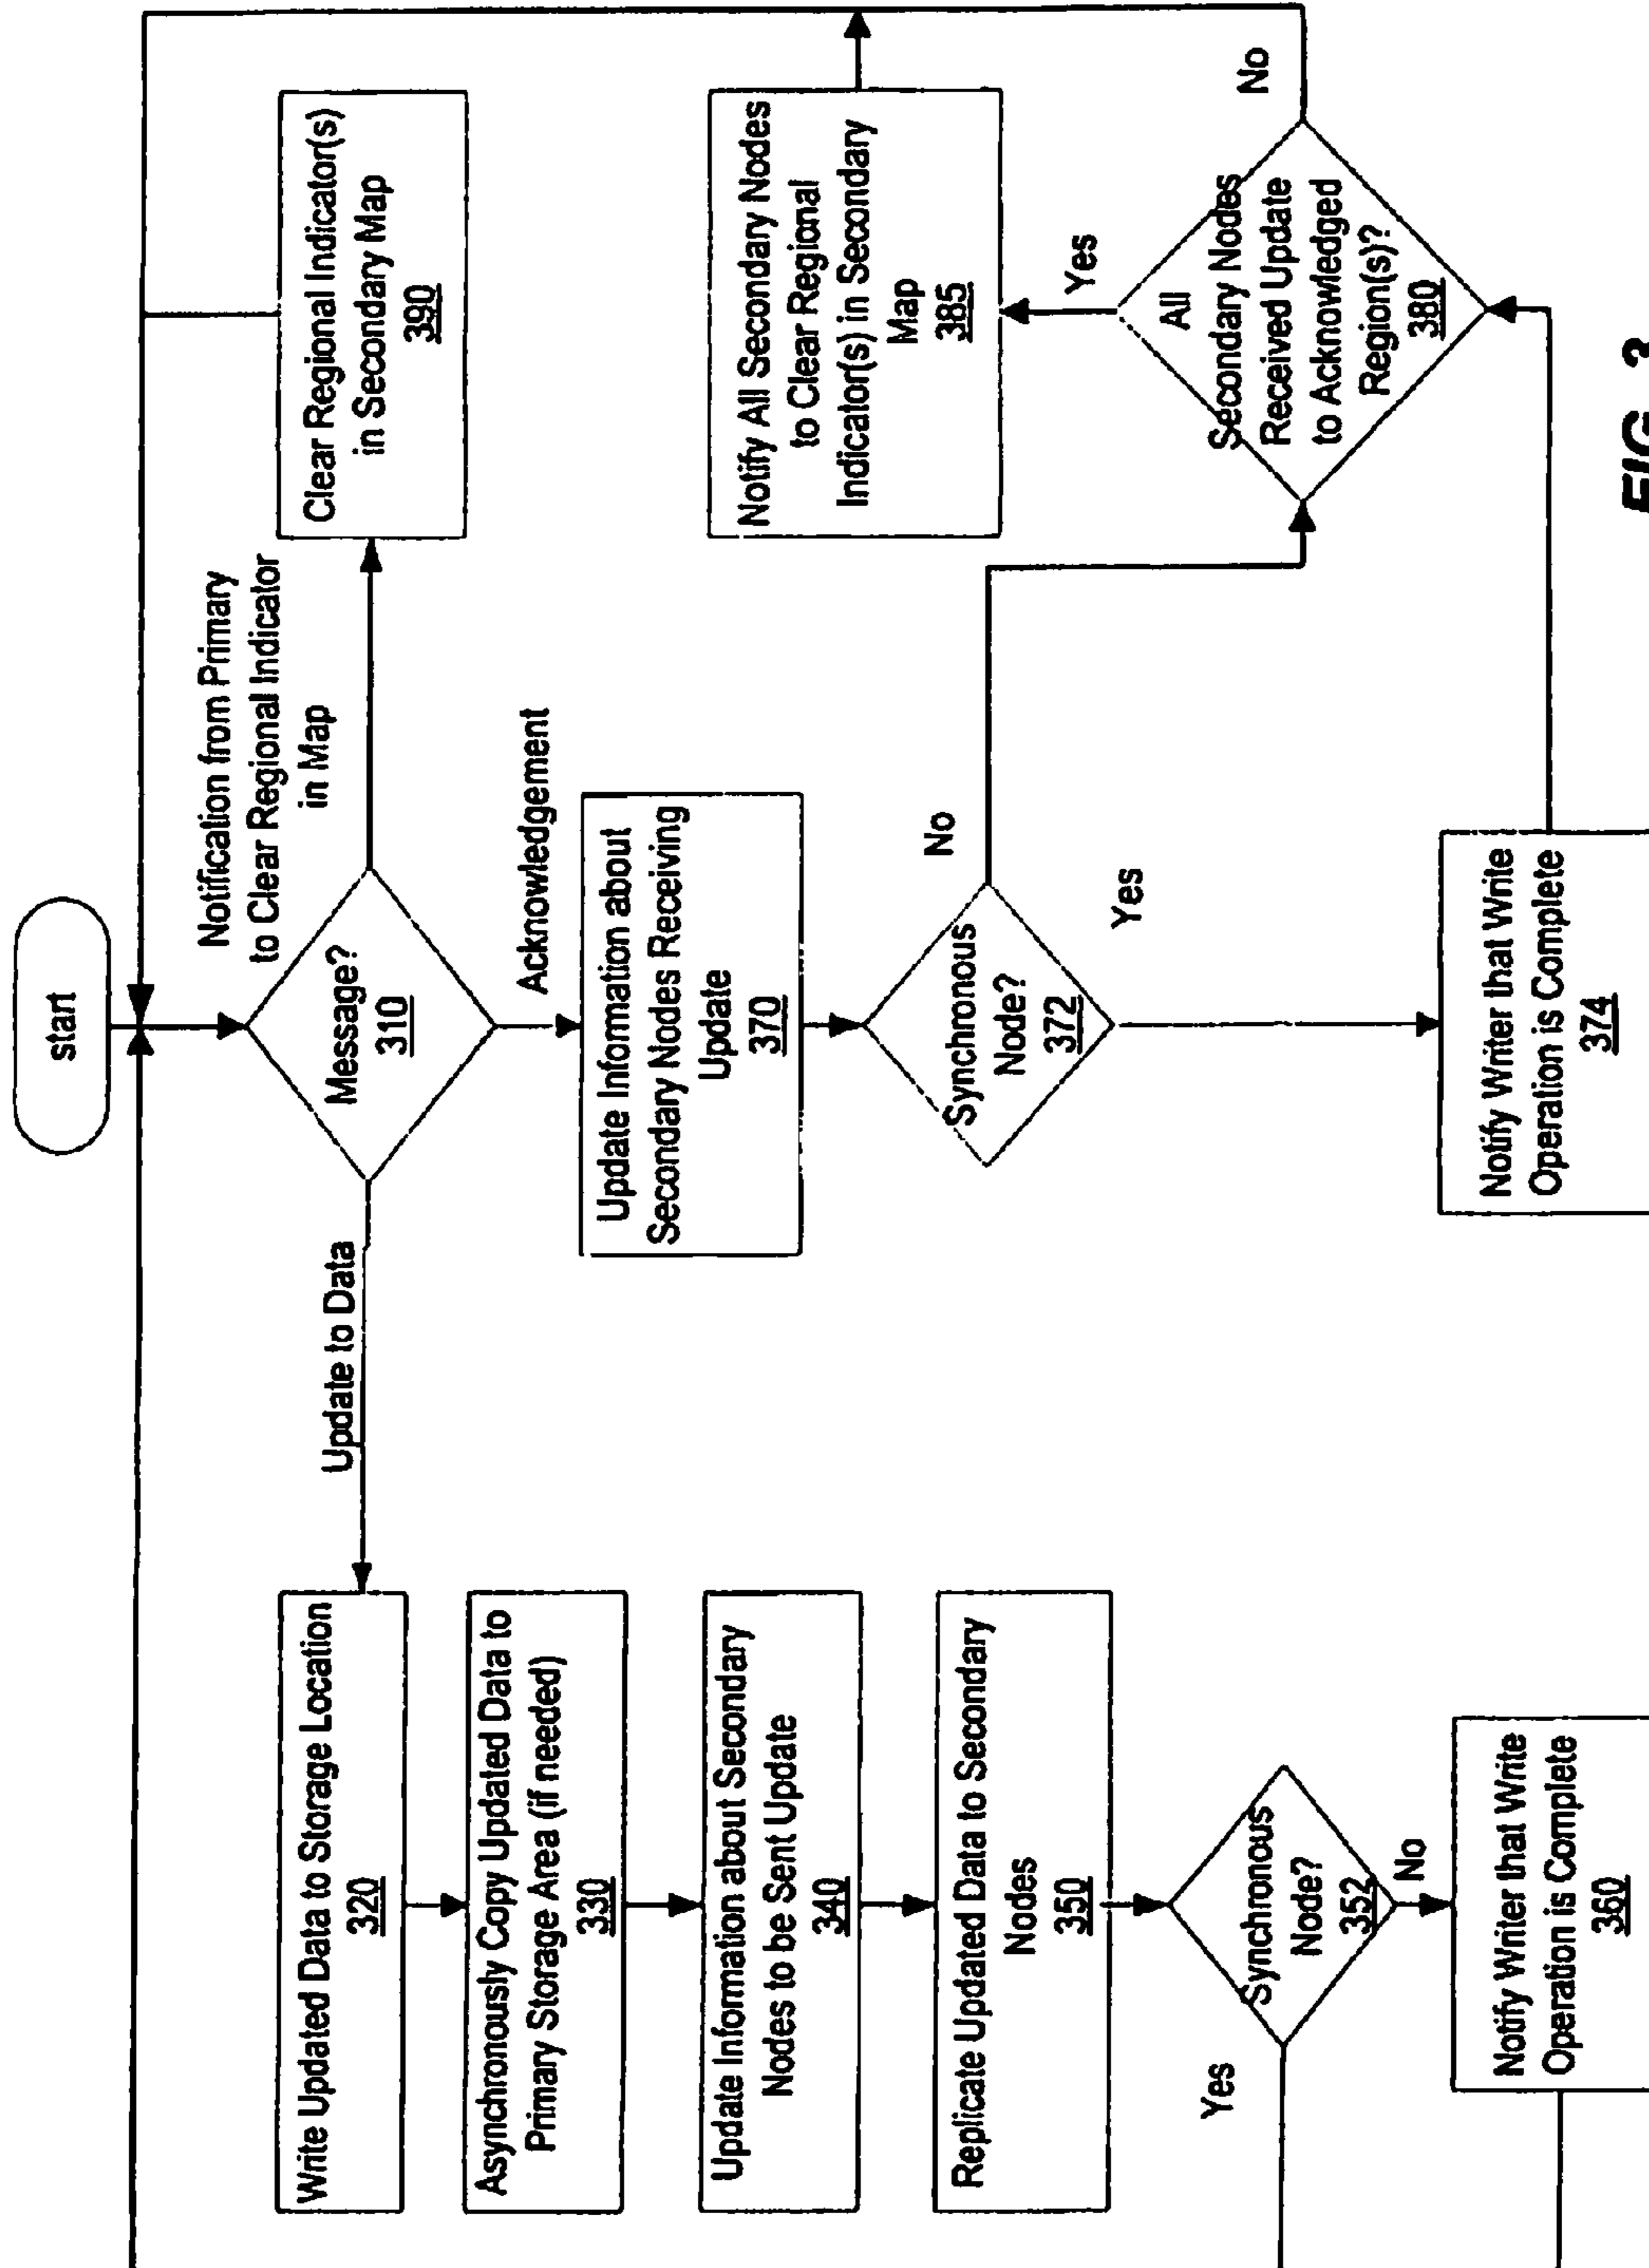 start
Message?
310
Update to Data
Notification from Primary
to Clear Regional Indicator
in Map
Acknowledgement
Write Updated Data to Storage Location
320
Asynchronously Copy Updated Data to
Primary Storage Area (if needed)
330
Update Information about Secondary
Nodes to be Sent Update
340
Replicate Updated Data to Secondary
Nodes
350
Synchronous
Node?
352
Yes
No
Notify Writer that Write
Operation is Complete
360
Update Information about
Secondary Nodes Receiving
Update
370
Synchronous
Node?
372
No
Yes
Notify Writer that Write
Operation is Complete
374
Clear Regional Indicator(s)
in Secondary Map
390
Notify All Secondary Nodes
to Clear Regional
Indicator(s) in Secondary
Map
385
Yes
All
Secondary Nodes
Received Update
to Acknowledged
Region(s)?
380
No
FIG.